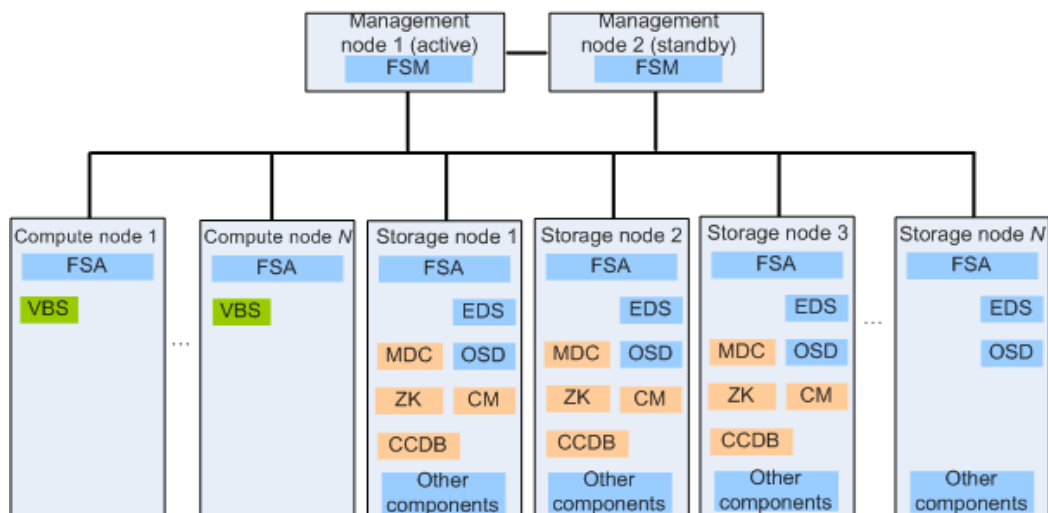 Management
node 1 (active)
FSM
Management
node 2 (standby)
FSM
Compute node 1
FSA
VBS
...
Compute node N
FSA
VBS
Storage node 1
FSA
EDS
MDC
OSD
ZK
CM
CCDB
Other
components
Storage node 2
FSA
EDS
MDC
OSD
ZK
CM
CCDB
Other
components
Storage node 3
FSA
EDS
MDC
OSD
ZK
CM
CCDB
Other
components
...
Storage node N
FSA
EDS
OSD
Other
components